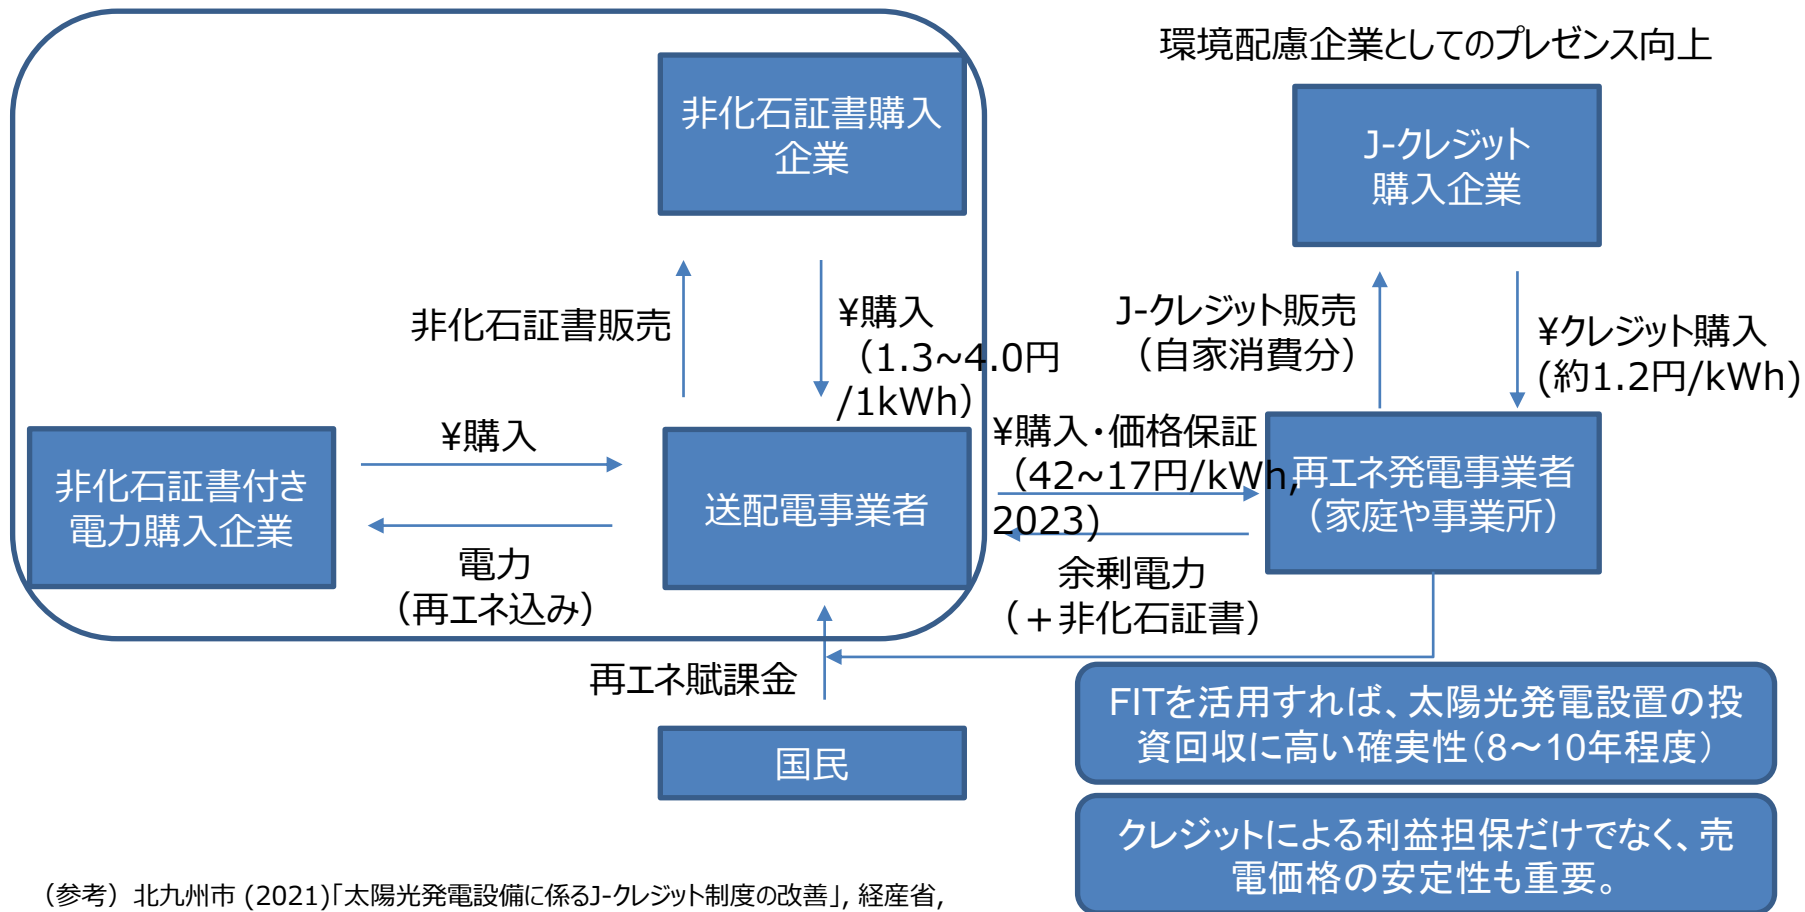 環境配慮企業としてのプレゼンス向上
非化石証書購入
企業
J-クレジット
購入企業
非化石証書販売
¥購入
（1.3~4.0円
/1kWh）
J-クレジット販売
（自家消費分）
¥クレジット購入
(約1.2円/kWh)
非化石証書付き
電力購入企業
¥購入
電力
（再エネ込み）
送配電事業者
¥購入・価格保証
（42~17円/kWh,
2023)
余剰電力
（＋非化石証書）
再エネ発電事業者
（家庭や事業所）
再エネ賦課金
国民
FITを活用すれば、太陽光発電設置の投
資回収に高い確実性（8～10年程度）
クレジットによる利益担保だけでなく、売
電価格の安定性も重要。
（参考）北九州市 (2021)「太陽光発電設備に係るJ-クレジット制度の改善」, 経産省,